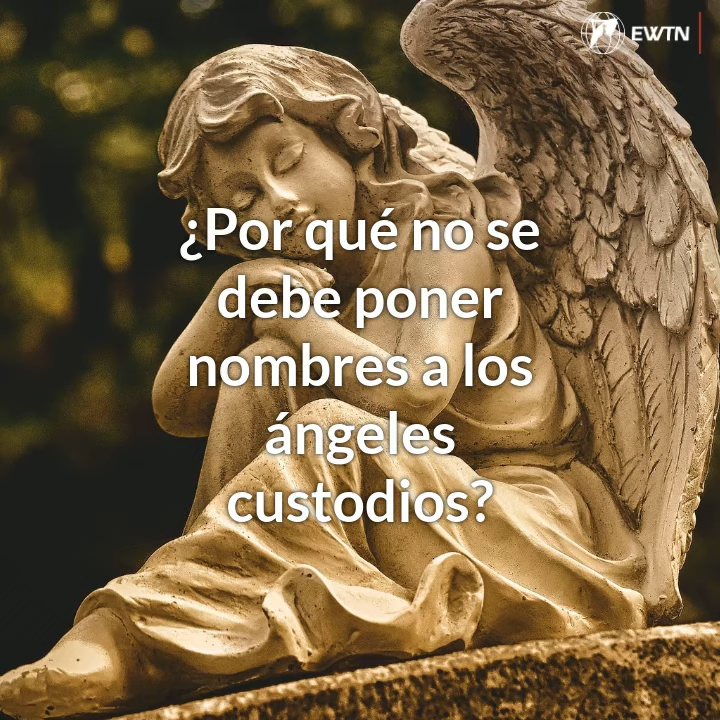 EWTN
¿Por qué no se
debe poner
nombres a los
ángeles
custodios?